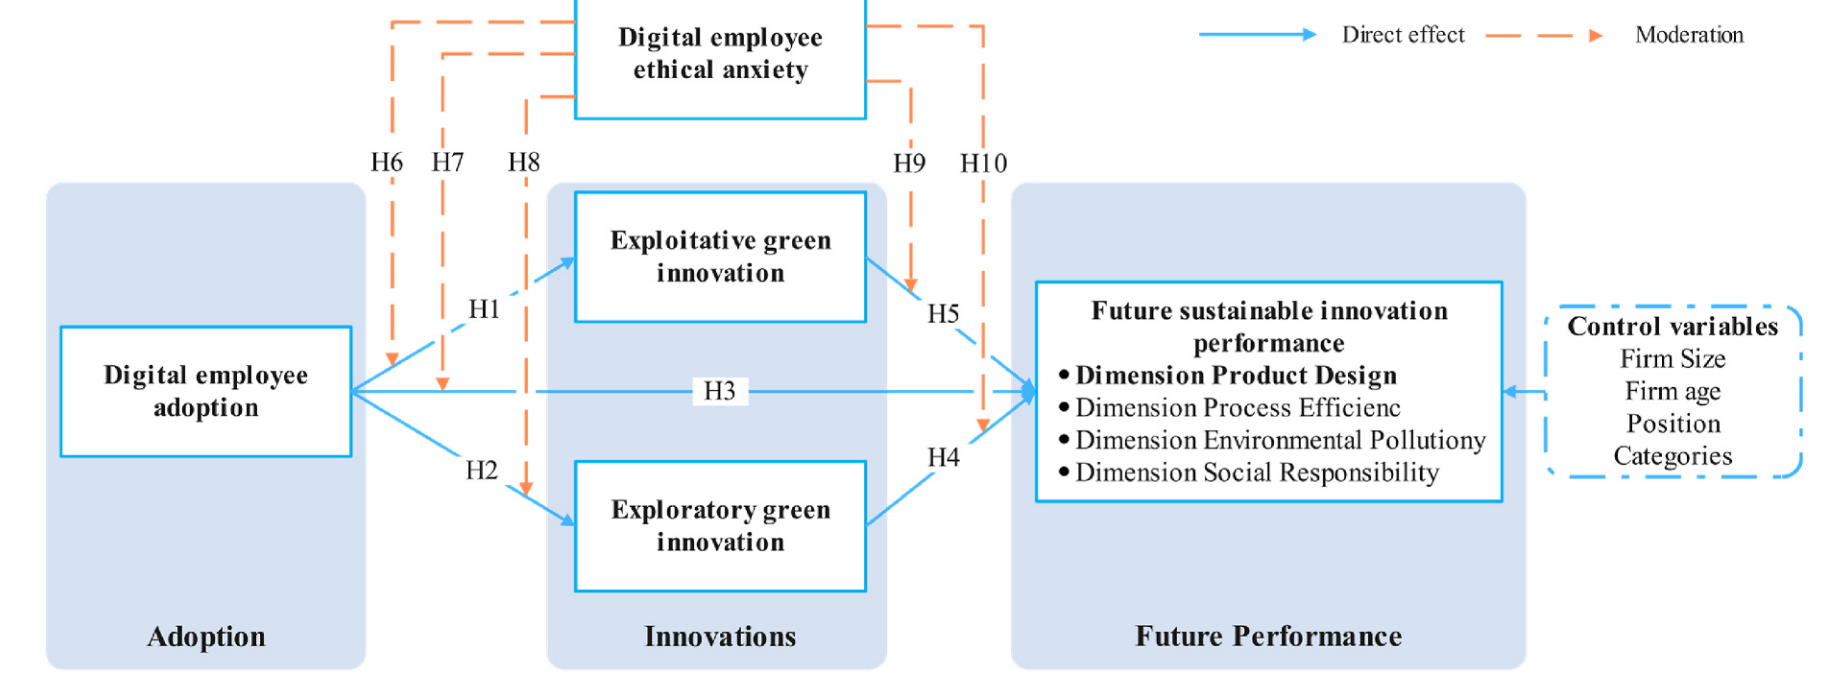 Digital employee
ethical anxiety
Direct effect
Moderation
H6
H7
H8
H9
H10
Exploitative green
innovation
H1
H5
Digital employee
adoption
H3
H2
H4
Exploratory green
innovation
Future sustainable innovation
performance
• Dimension Product Design
• Dimension Process Efficienc
• Dimension Environmental Pollutiony
• Dimension Social Responsibility
Control variables
Firm Size
Firm age
Position
Categories
Adoption
Innovations
Future Performance